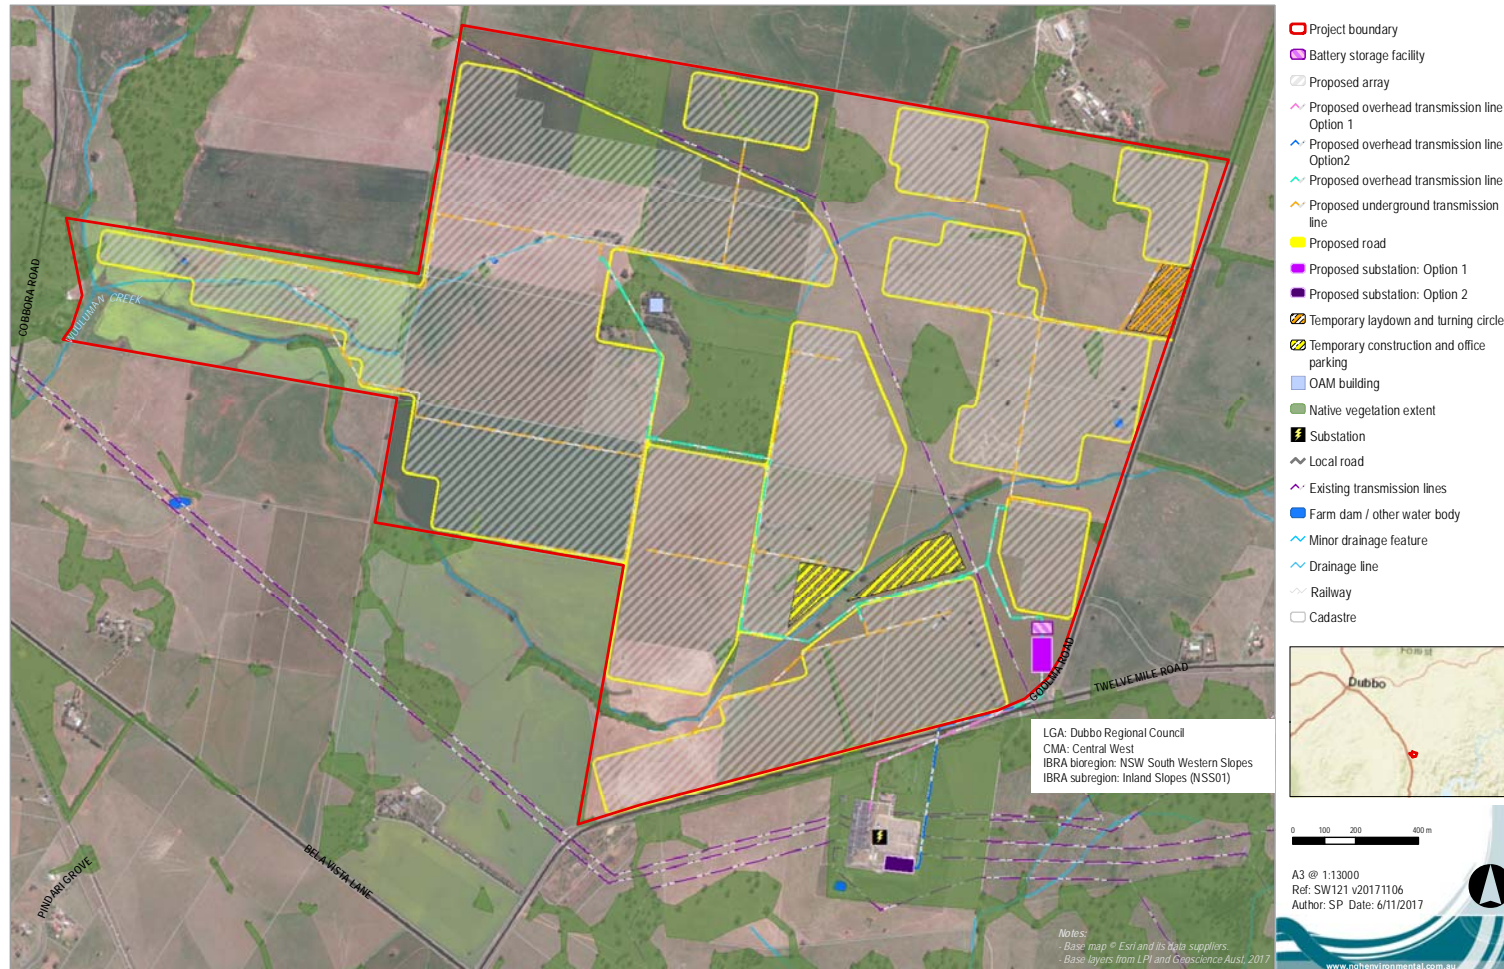 Project boundary
Battery storage facility
Proposed array
Proposed overhead transmission line
Option 1
Proposed overhead transmission line
Option2
Proposed overhead transmission line
Proposed underground transmission
line
Proposed road
Proposed substation: Option 1
Proposed substation: Option 2
Temporary laydown and turning circle
Temporary construction and office
parking
OAM building
Native vegetation extent
Substation
Local road
Existing transmission lines
Farm dam / other water body
Minor drainage feature
Drainage line
Railway
Cadastre
COBBORA ROAD
WUULUMAN CREEK
GOOLMA ROAD
TWELVE MILE ROAD
BELA VISTA LANE
PINDARI GROVE
LGA: Dubbo Regional Council
CMA: Central West
IBRA bioregion: NSW South Western Slopes
IBRA subregion: Inland Slopes (NSS01)
Dubbo
0 100 200 400 m
A3 @ 1:13000
Ref: SW121 v20171106
Author: SP Date: 6/11/2017
Notes:
- Base map © Esri and its data suppliers.
- Base layers from LPI and Geoscience Aust. 2017
www.nghenvironmental.com.au